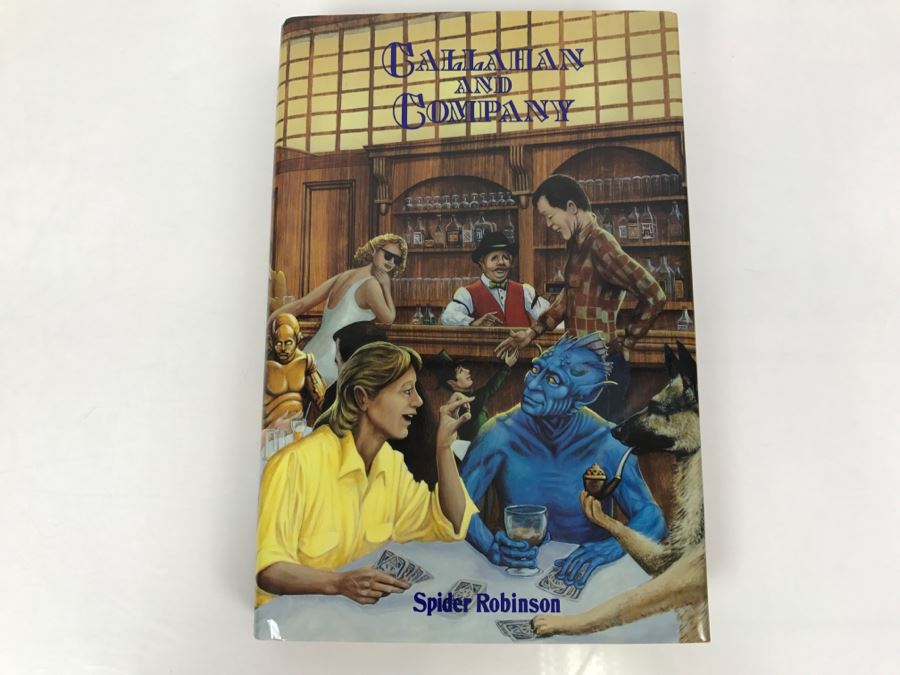 CALLAHAN
AND
COMPANY
Spider Robinson